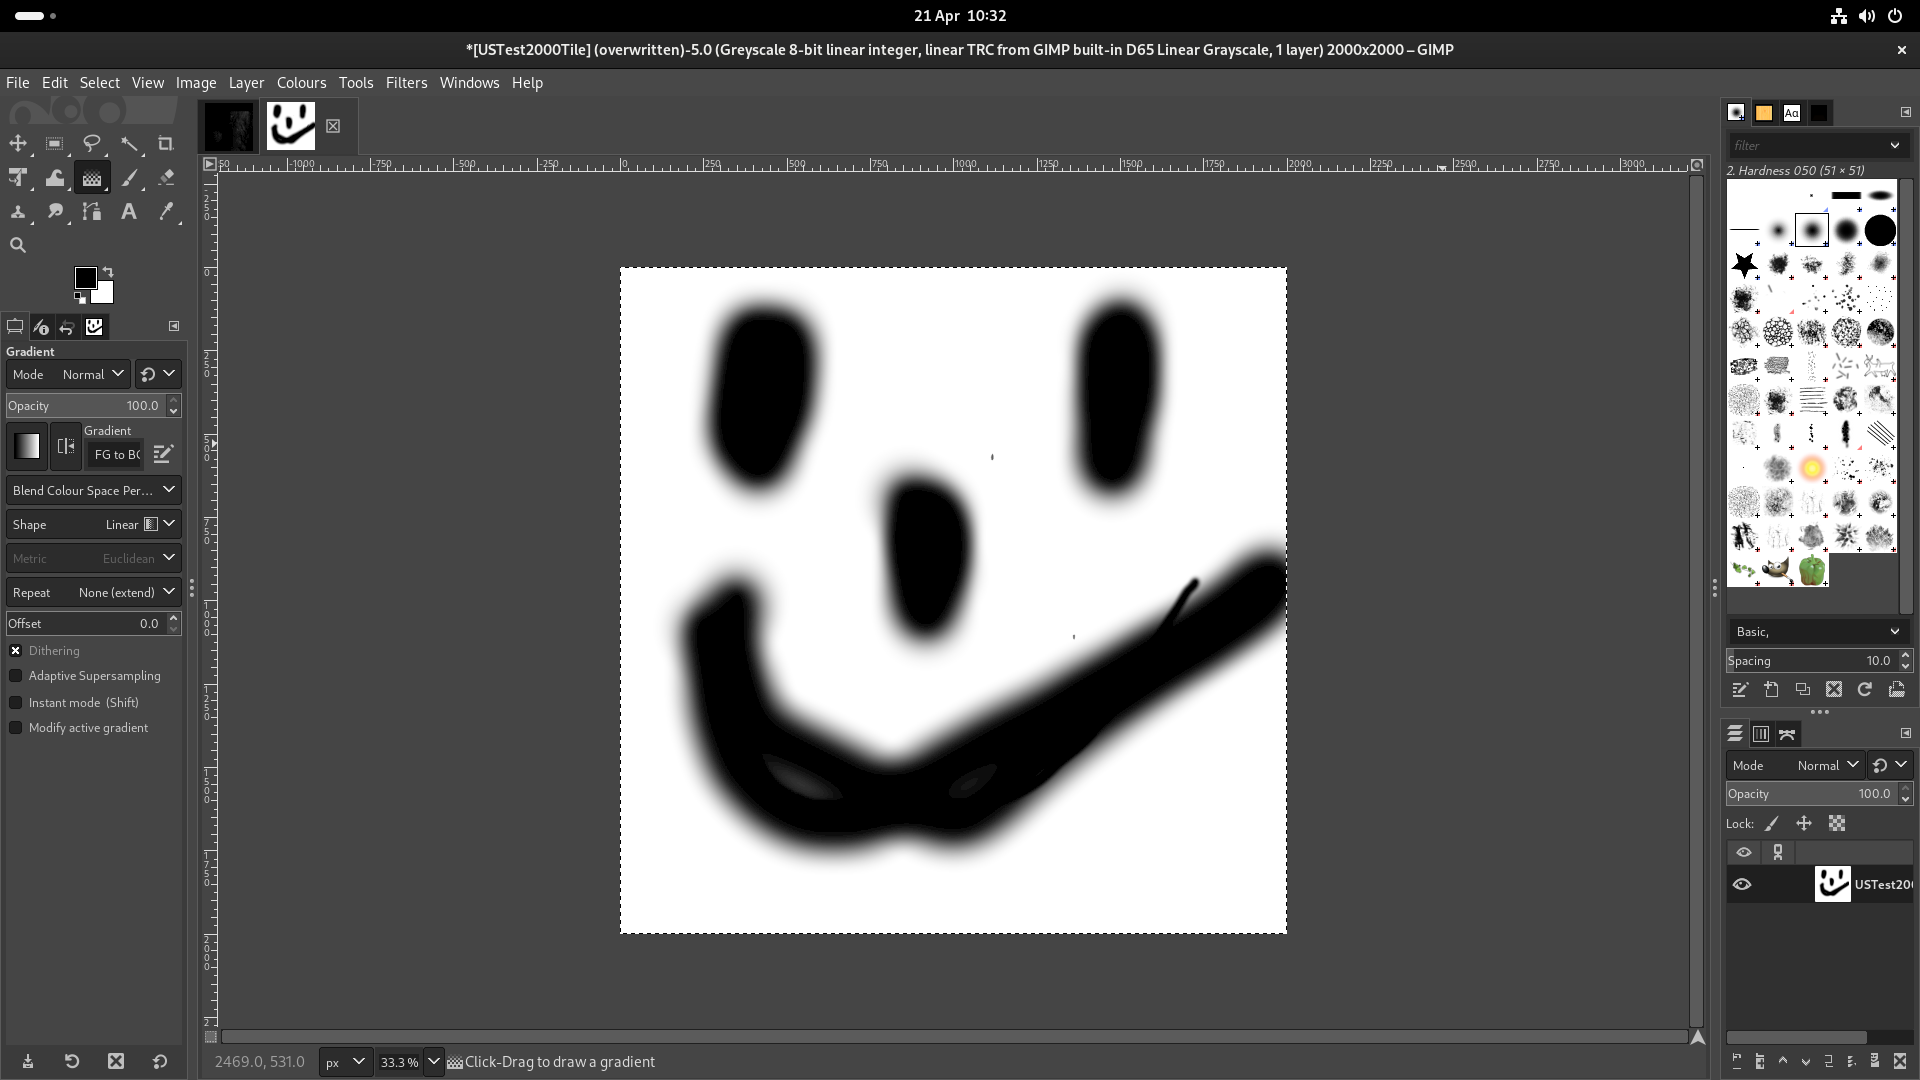 21 Apr 10:32
*[USTest2000Tile] (overwritten)-5.0 (Greyscale 8-bit linear integer, linear TRC from GIMP built-in D65 Linear Grayscale, 1 layer) 2000x2000 – GIMP
File Edit Select View Image Layer Colours Tools Filters Windows Help
-1000 -750 -500 -250 0 250 500 750 1000 1250 1500 1750 2000 2250 2500 2750 3000
Aa
filter
2. Hardness 050 (51 × 51)
Gradient
Mode Normal
Opacity 100.0
Gradient
FG to BG
Blend Colour Space Per...
Shape Linear
Metric Euclidean
Repeat None (extend)
Offset 0.0
Dithering
Adaptive Supersampling
Instant mode (Shift)
Modify active gradient
Basic,
Spacing 10.0
Mode Normal
Opacity 100.0
Lock:
USTest200
2469.0, 531.0 px 33.3 % Click-Drag to draw a gradient